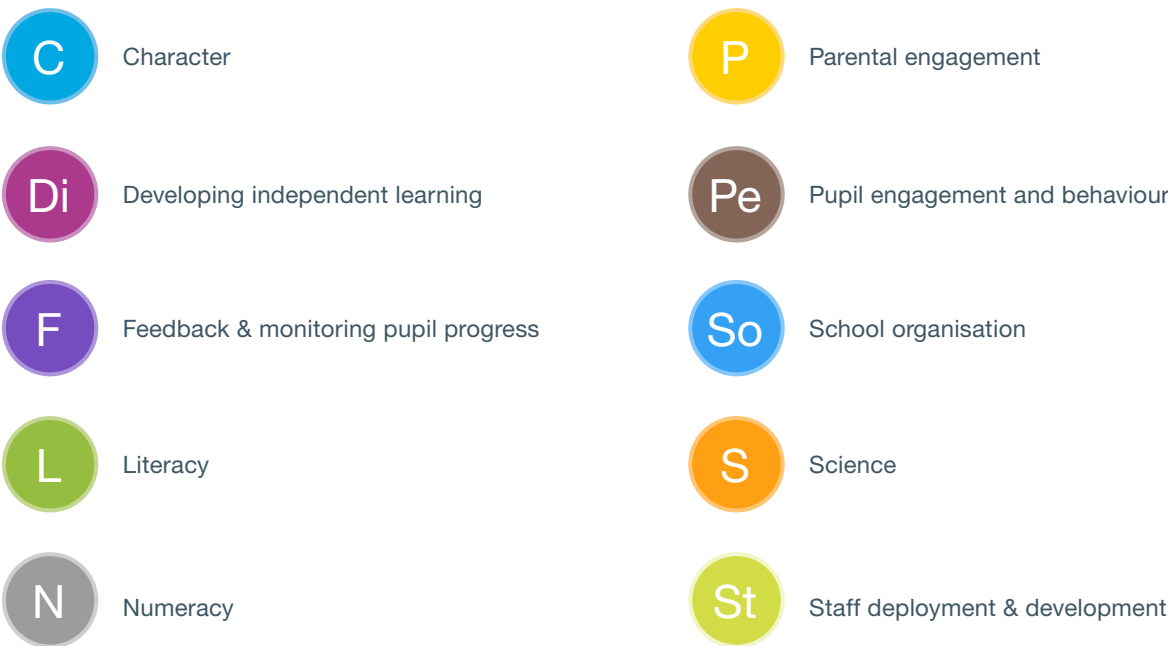 C Character
Di Developing independent learning
F Feedback & monitoring pupil progress
L Literacy
N Numeracy
P Parental engagement
Pe Pupil engagement and behaviour
So School organisation
S Science
St Staff deployment & development